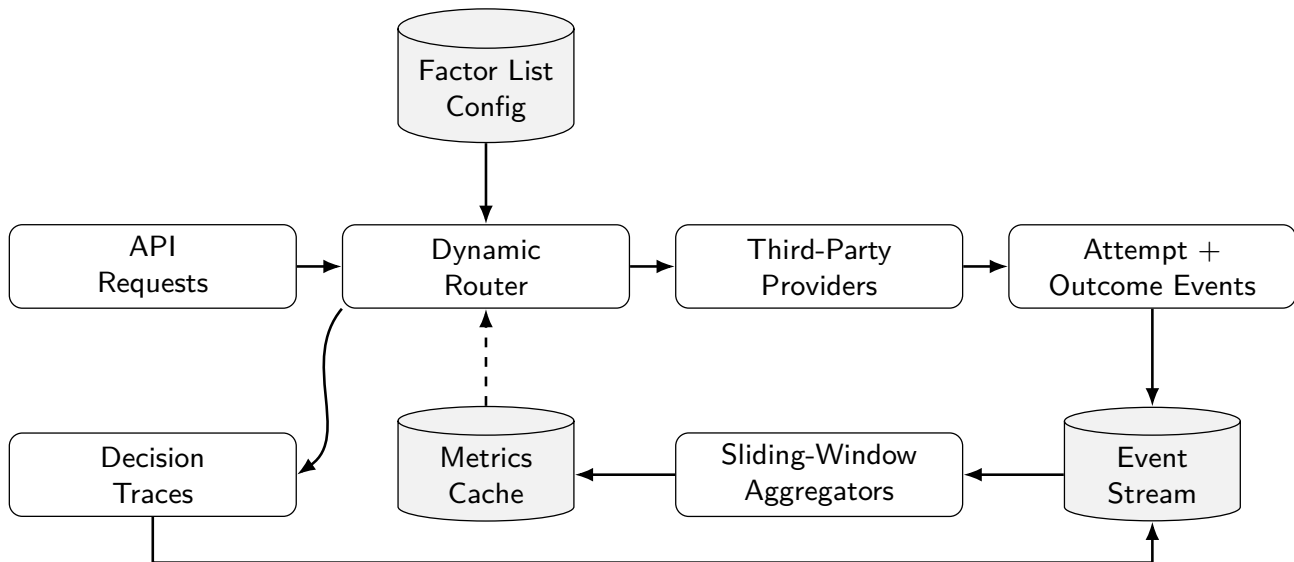 Factor List
Config
API
Requests
Dynamic
Router
Third-Party
Providers
Attempt +
Outcome Events
Decision
Traces
Metrics
Cache
Sliding-Window
Aggregators
Event
Stream